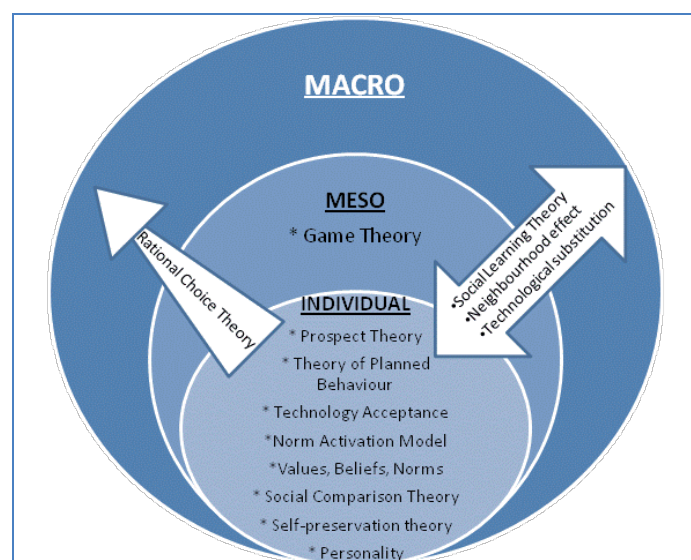 MACRO
MESO
* Game Theory
Rational Choice Theory
•Social Learning Theory
•Neighbourhood effect
•Technological substitution
INDIVIDUAL
* Prospect Theory
* Theory of Planned
Behaviour
* Technology Acceptance
*Norm Activation Model
*Values, Beliefs, Norms
* Social Comparison Theory
* Self-preservation theory
* Personality